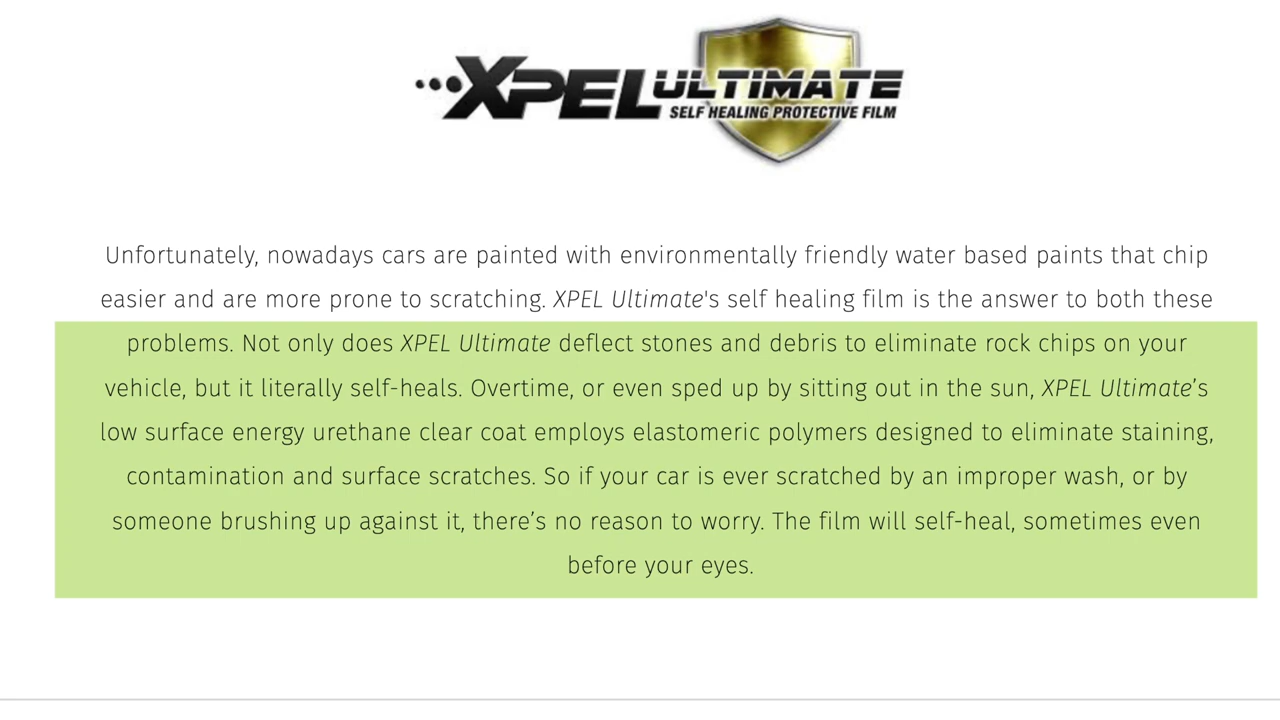 XPEL ULTIMATE
SELF HEALING PROTECTIVE FILM
Unfortunately, nowadays cars are painted with environmentally friendly water based paints that chip
easier and are more prone to scratching. XPEL Ultimate's self healing film is the answer to both these
problems. Not only does XPEL Ultimate deflect stones and debris to eliminate rock chips on your
vehicle, but it literally self-heals. Overtime, or even sped up by sitting out in the sun, XPEL Ultimate’s
low surface energy urethane clear coat employs elastomeric polymers designed to eliminate staining,
contamination and surface scratches. So if your car is ever scratched by an improper wash, or by
someone brushing up against it, there’s no reason to worry. The film will self-heal, sometimes even
before your eyes.